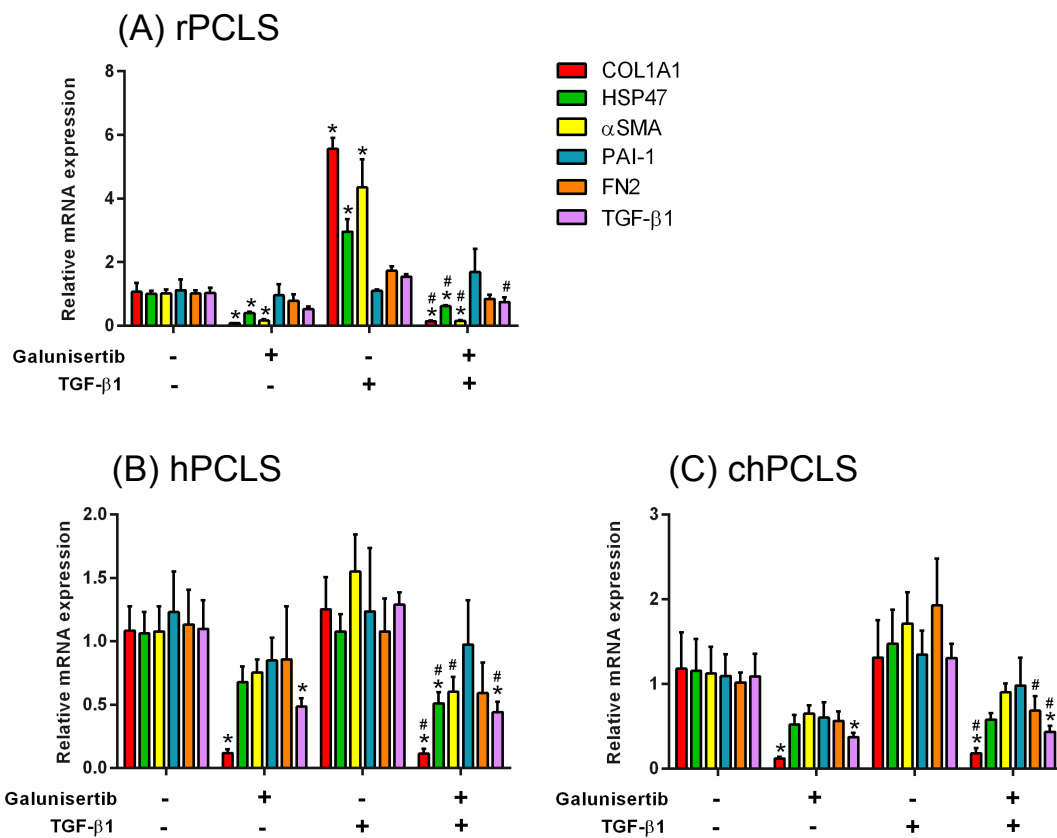 (A) rPCLS
Relative mRNA expression
8
6
4
2
0
* * * * * * # * # * # * #
COL1A1
HSP47
αSMA
PAI-1
FN2
TGF-β1
Galunisertib - + - +
TGF-β1 - - + +
(B) hPCLS
Relative mRNA expression
2.0
1.5
1.0
0.5
0.0
* * # * # * # # *
Galunisertib - + - +
TGF-β1 - - + +
(C) chPCLS
Relative mRNA expression
3
2
1
0
* * # * # # *
Galunisertib - + - +
TGF-β1 - - + +